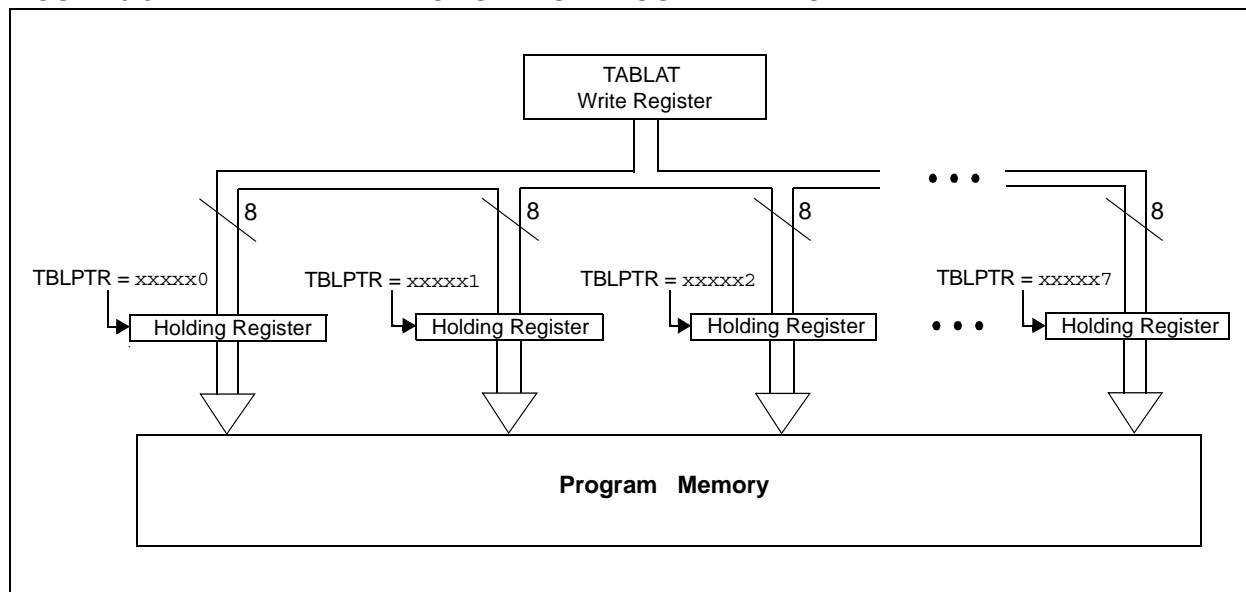 TABLAT
Write Register
• • •
8
8
8
8
TBLPTR = xxxxx0
TBLPTR = xxxxx1
TBLPTR = xxxxx2
TBLPTR = xxxxx7
Holding Register
Holding Register
Holding Register
• • •
Holding Register
Program Memory